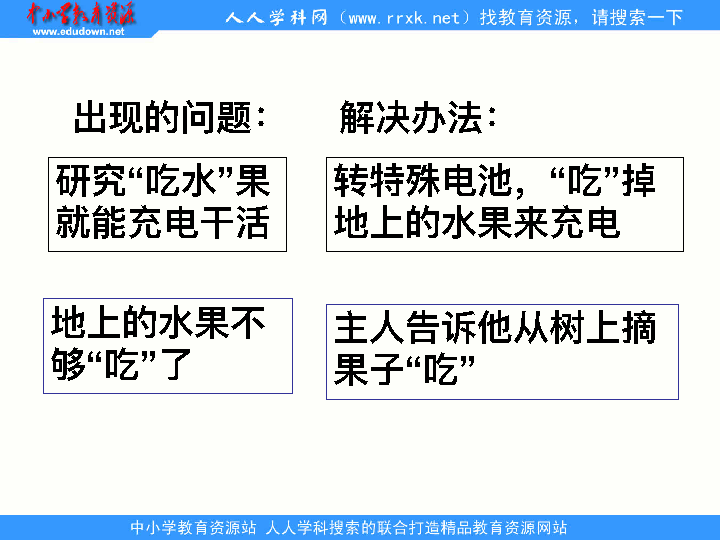 中小学教育资源
www.edudown.net
人人学科网（www.rrxk.net）找教育资源，请搜索一下
出现的问题： 解决办法：
研究“吃水”果
就能充电干活
转特殊电池，“吃”掉
地上的水果来充电
地上的水果不
够“吃”了
主人告诉他从树上摘
果子“吃”
中小学教育资源站 人人学科搜索的联合打造精品教育资源网站